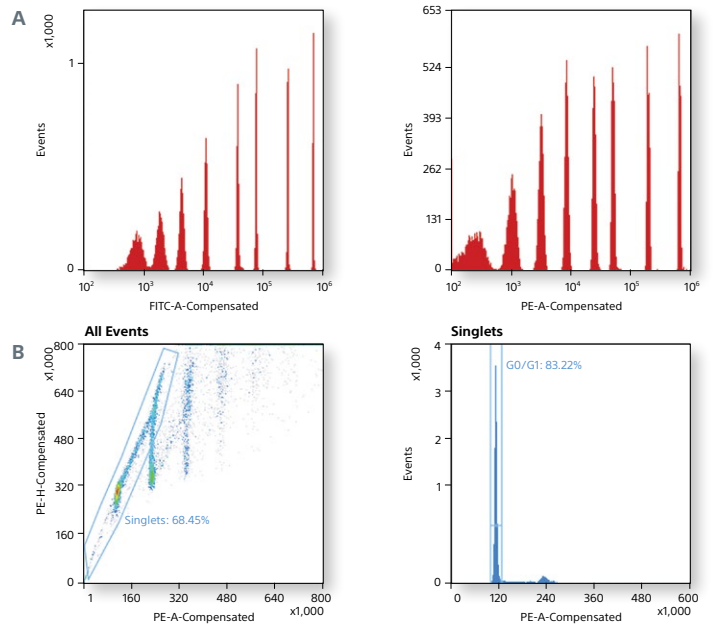 A
x1,000
Events
1
0
10² 10³ 10⁴ 10⁵ 10⁶
FITC-A-Compensated
Events
653
524
393
262
131
0
10² 10³ 10⁴ 10⁵ 10⁶
PE-A-Compensated
B
All Events
x1,000
PE-H-Compensated
800
640
480
320
160
0
Singlets: 68.45%
1 160 320 480 640 800
x1,000
PE-A-Compensated
Singlets
x1,000
Events
4
3
2
1
0
G0/G1: 83.22%
0 120 240 360 480 600
x1,000
PE-A-Compensated